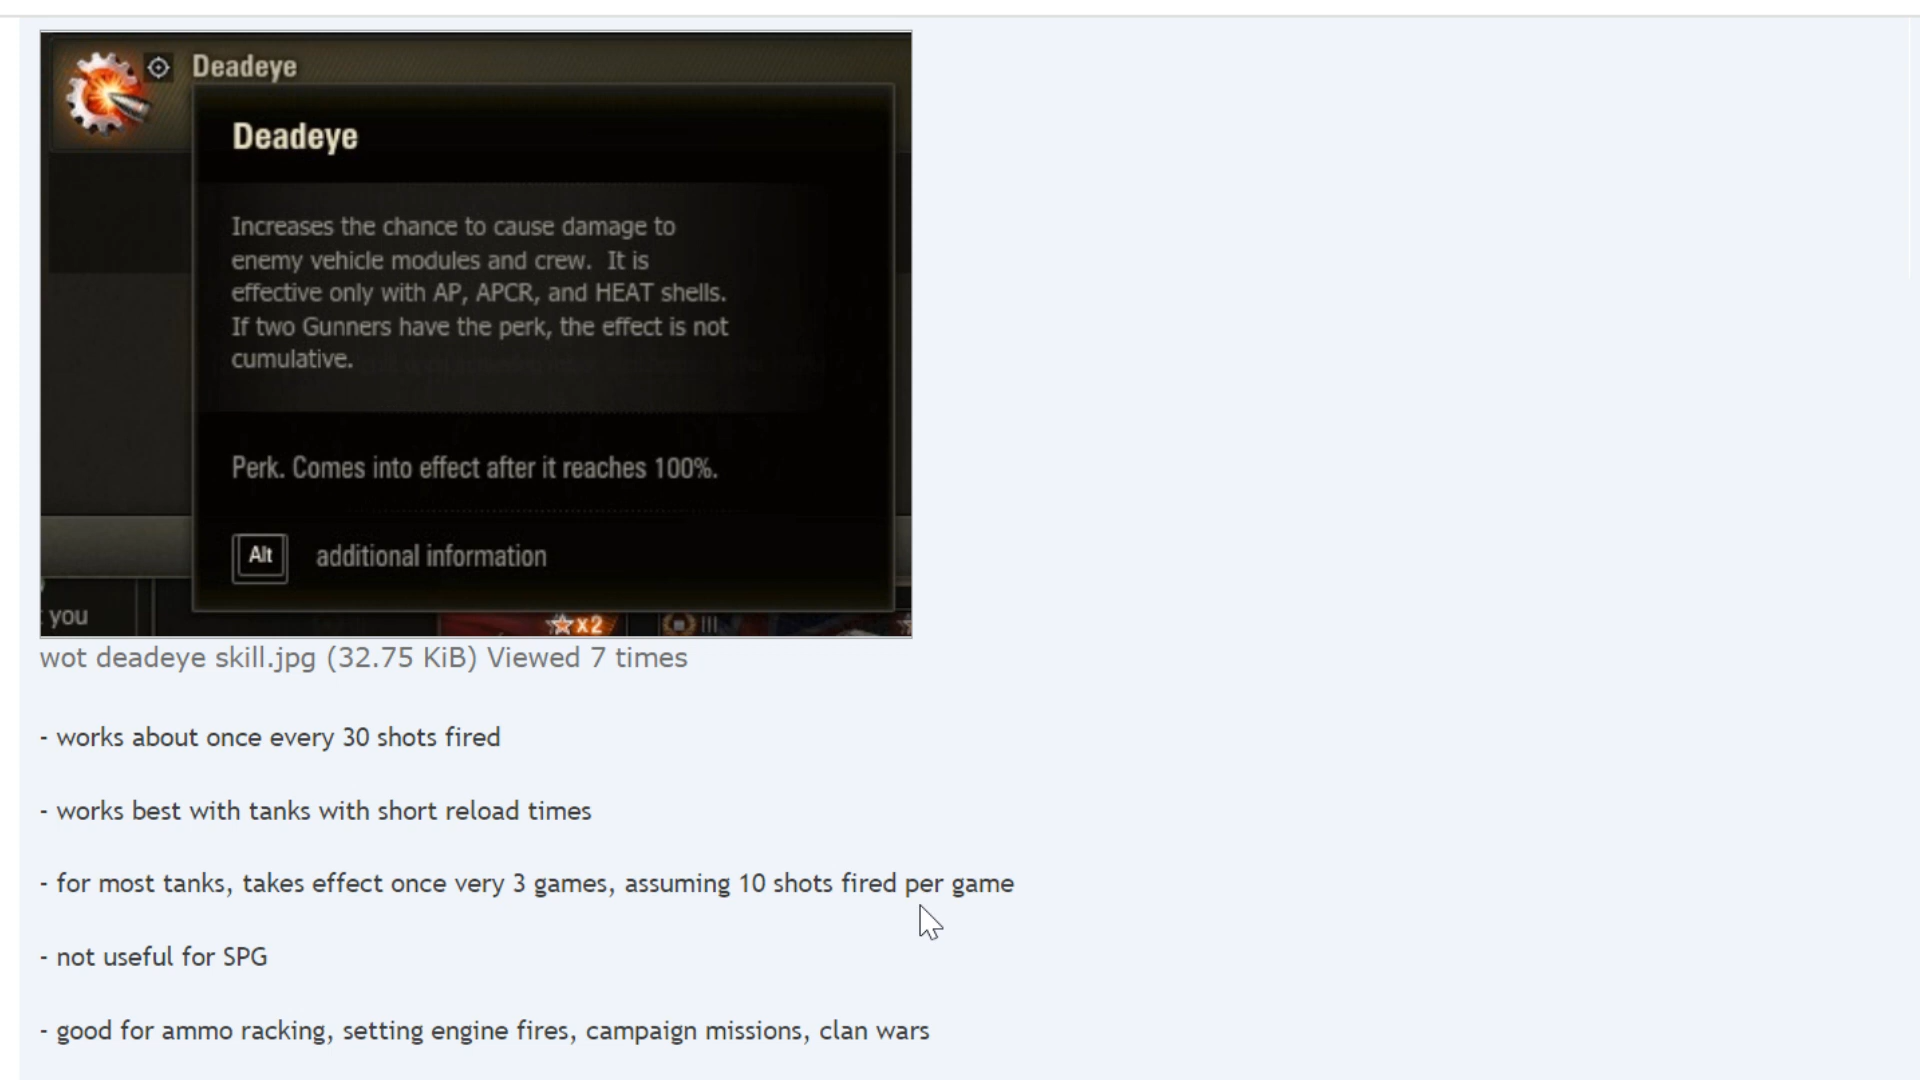 Deadeye
Deadeye
Increases the chance to cause damage to
enemy vehicle modules and crew.  It is
effective only with AP, APCR, and HEAT shells.
If two Gunners have the perk, the effect is not
cumulative.
Perk. Comes into effect after it reaches 100%.
Alt additional information
you
x2
III
wot deadeye skill.jpg (32.75 KiB) Viewed 7 times
- works about once every 30 shots fired
- works best with tanks with short reload times
- for most tanks, takes effect once very 3 games, assuming 10 shots fired per game
- not useful for SPG
- good for ammo racking, setting engine fires, campaign missions, clan wars